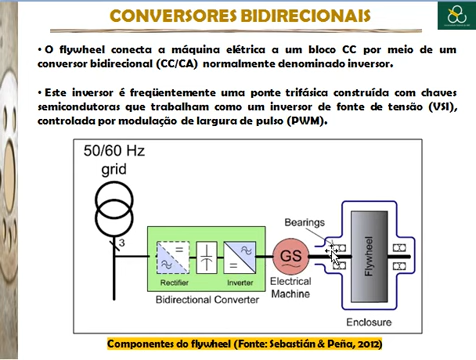 CONVERSORES BIDIRECIONAIS
• O flywheel conecta a máquina elétrica a um bloco CC por meio de um
conversor bidirecional (CC/CA) normalmente denominado inversor.
• Este inversor é freqüentemente uma ponte trifásica construída com chaves
semicondutoras que trabalham como um inversor de fonte de tensão (VSI),
controlada por modulação de largura de pulso (PWM).
50/60 Hz
grid
3
Bearings
GS
Flywheel
Rectifier
Inverter
Electrical
Machine
Bidirectional Converter
Enclosure
Componentes do flywheel (Fonte: Sebastián & Peña, 2012)